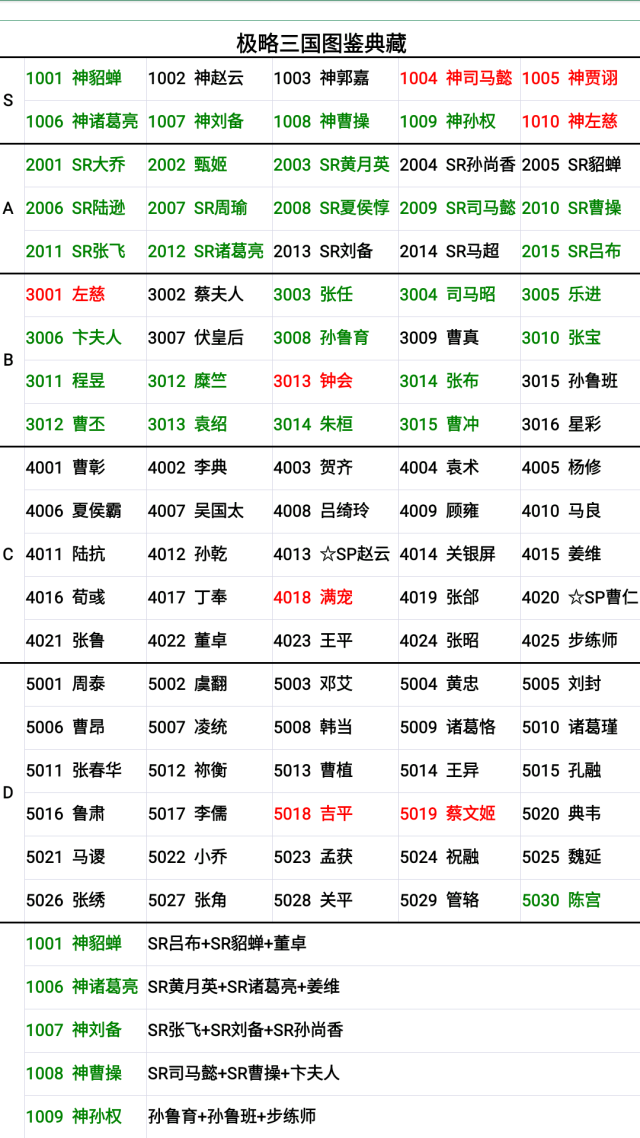 极略三国图鉴典藏
S
1001 神貂蝉 1002 神赵云 1003 神郭嘉 1004 神司马懿 1005 神贾诩
1006 神诸葛亮 1007 神刘备 1008 神曹操 1009 神孙权 1010 神左慈
A
2001 SR大乔 2002 甄姬 2003 SR黄月英 2004 SR孙尚香 2005 SR貂蝉
2006 SR陆逊 2007 SR周瑜 2008 SR夏侯惇 2009 SR司马懿 2010 SR曹操
2011 SR张飞 2012 SR诸葛亮 2013 SR刘备 2014 SR马超 2015 SR吕布
B
3001 左慈 3002 蔡夫人 3003 张任 3004 司马昭 3005 乐进
3006 卞夫人 3007 伏皇后 3008 孙鲁育 3009 曹真 3010 张宝
3011 程昱 3012 糜竺 3013 钟会 3014 张布 3015 孙鲁班
3012 曹丕 3013 袁绍 3014 朱桓 3015 曹冲 3016 星彩
C
4001 曹彰 4002 李典 4003 贺齐 4004 袁术 4005 杨修
4006 夏侯霸 4007 吴国太 4008 吕绮玲 4009 顾雍 4010 马良
4011 陆抗 4012 孙乾 4013 ☆SP赵云 4014 关银屏 4015 姜维
4016 荀彧 4017 丁奉 4018 满宠 4019 张郃 4020 ☆SP曹仁
4021 张鲁 4022 董卓 4023 王平 4024 张昭 4025 步练师
D
5001 周泰 5002 虞翻 5003 邓艾 5004 黄忠 5005 刘封
5006 曹昂 5007 凌统 5008 韩当 5009 诸葛恪 5010 诸葛瑾
5011 张春华 5012 祢衡 5013 曹植 5014 王异 5015 孔融
5016 鲁肃 5017 李儒 5018 吉平 5019 蔡文姬 5020 典韦
5021 马谡 5022 小乔 5023 孟获 5024 祝融 5025 魏延
5026 张绣 5027 张角 5028 关平 5029 管辂 5030 陈宫
1001 神貂蝉 SR吕布+SR貂蝉+董卓
1006 神诸葛亮 SR黄月英+SR诸葛亮+姜维
1007 神刘备 SR张飞+SR刘备+SR孙尚香
1008 神曹操 SR司马懿+SR曹操+卞夫人
1009 神孙权 孙鲁育+孙鲁班+步练师